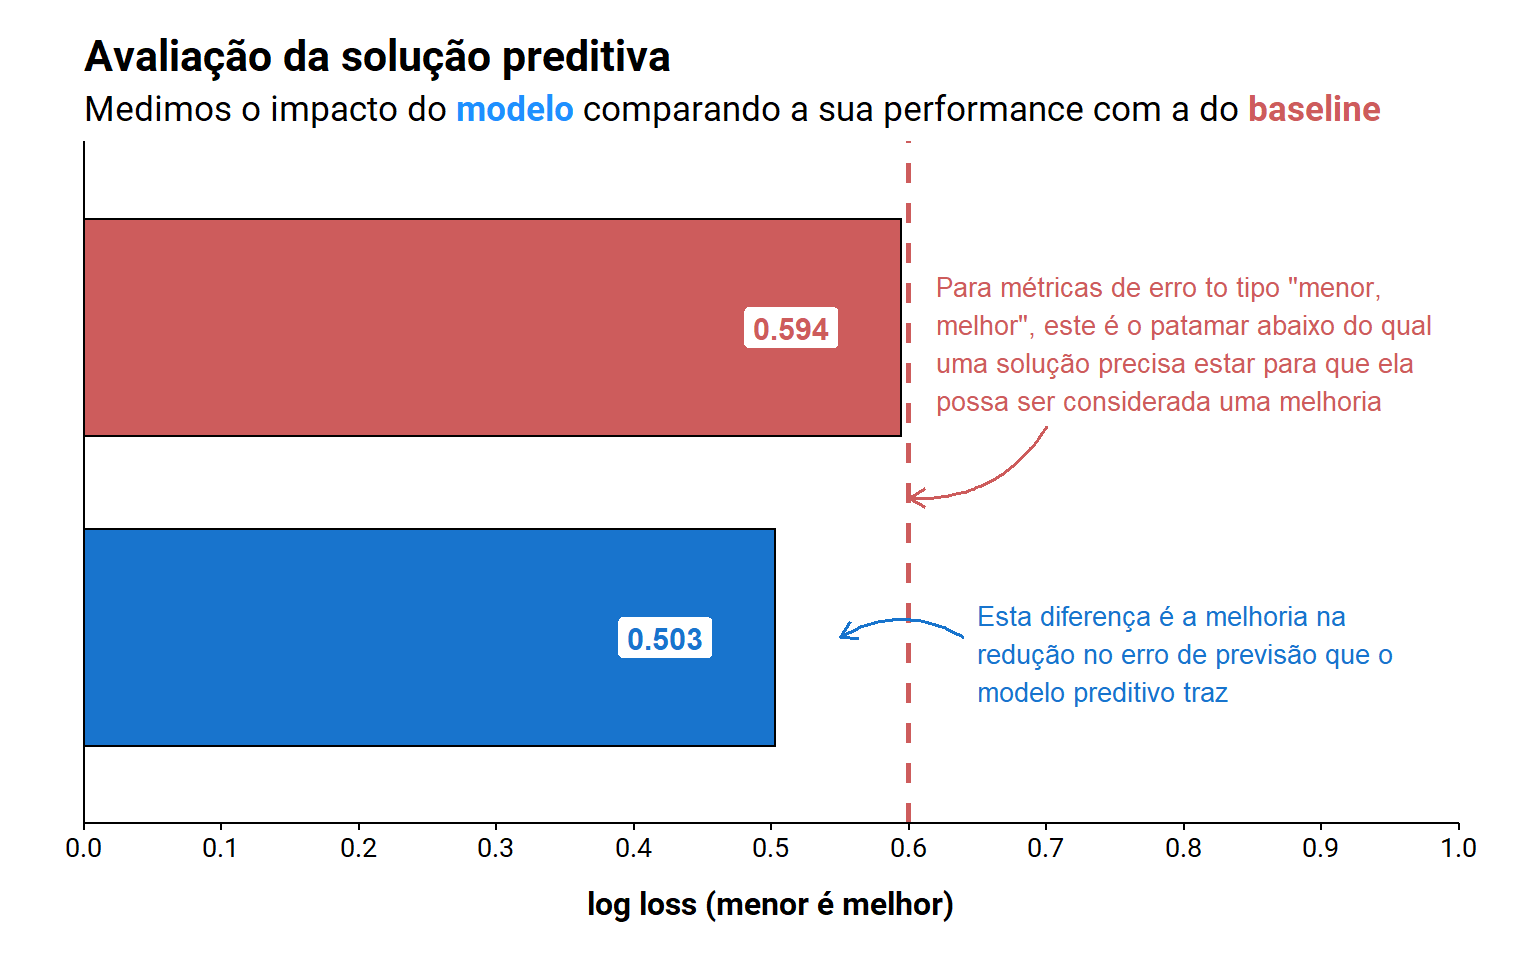 Avaliação da solução preditiva
Medimos o impacto do modelo comparando a sua performance com a do baseline
0.594
Para métricas de erro to tipo "menor,
melhor", este é o patamar abaixo do qual
uma solução precisa estar para que ela
possa ser considerada uma melhoria
0.503
Esta diferença é a melhoria na
redução no erro de previsão que o
modelo preditivo traz
0.0 0.1 0.2 0.3 0.4 0.5 0.6 0.7 0.8 0.9 1.0
log loss (menor é melhor)